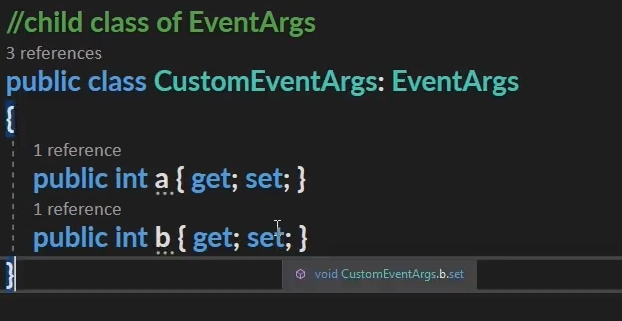 //child class of EventArgs
3 references
public class CustomEventArgs: EventArgs
{
1 reference
public int a { get; set; }
1 reference
public int b { get; set; }
}
void CustomEventArgs.b.set